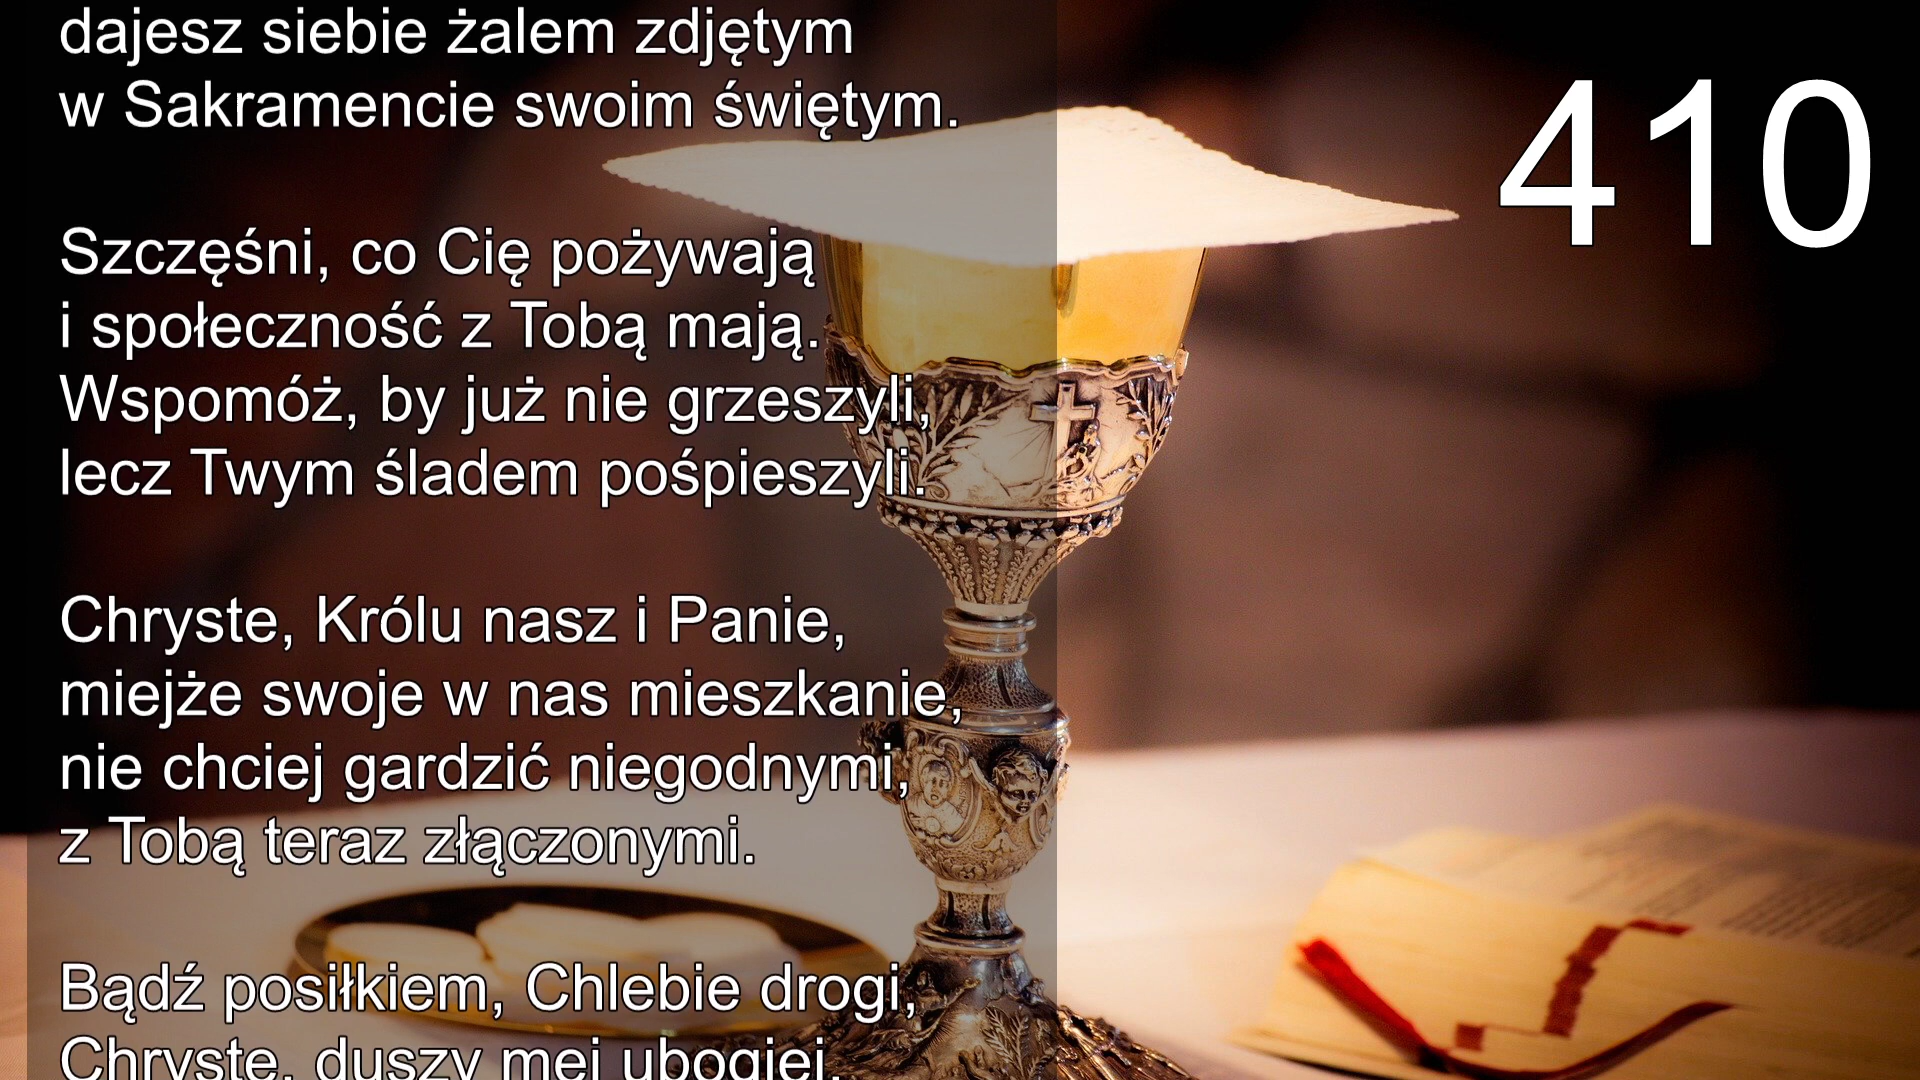 dajesz siebie żalem zdjętym
w Sakramencie swoim świętym.
Szczęśni, co Cię pożywają
i społeczność z Tobą mają.
Wspomóż, by już nie grzeszyli,
lecz Twym śladem pośpieszyli.
Chryste, Królu nasz i Panie,
miejże swoje w nas mieszkanie,
nie chciej gardzić niegodnymi,
z Tobą teraz złączonymi.
Bądź posiłkiem, Chlebie drogi,
Chryste, duszy mej ubogiej,
410